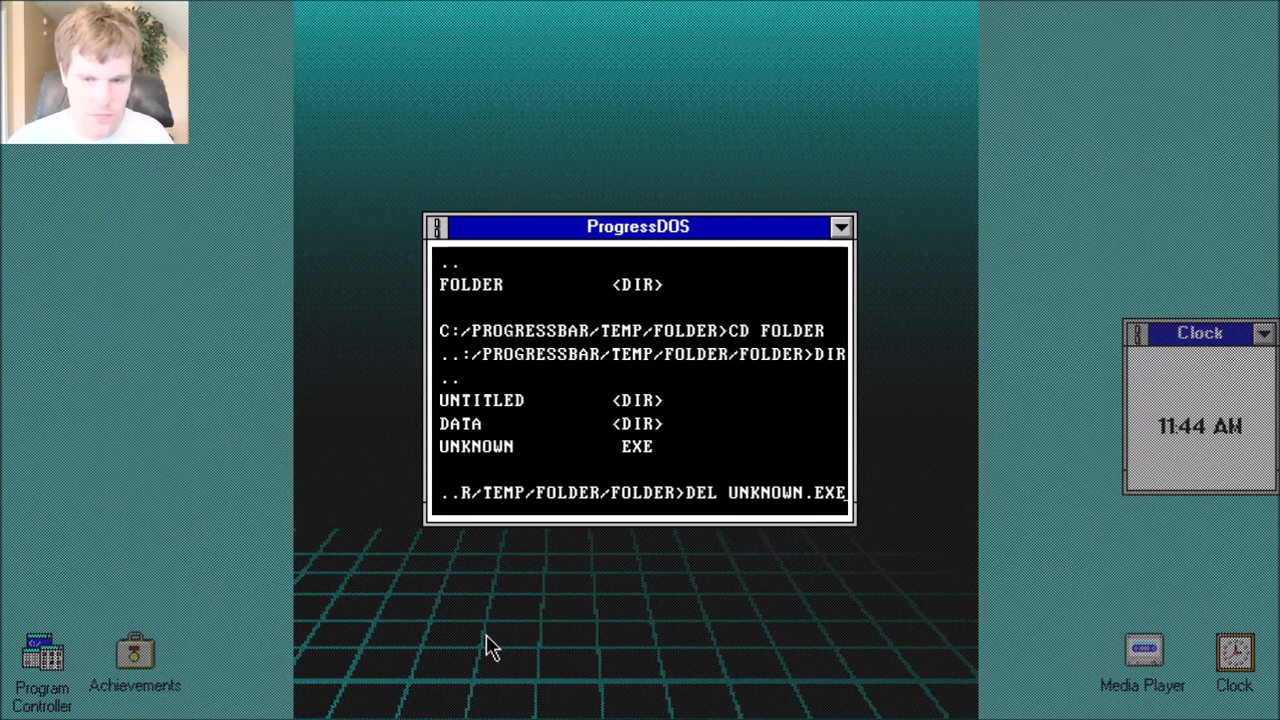 ProgressDOS
..
FOLDER <DIR>
C:/PROGRESSBAR/TEMP/FOLDER>CD FOLDER
..:/PROGRESSBAR/TEMP/FOLDER/FOLDER>DIR
..
UNTITLED <DIR>
DATA <DIR>
UNKNOWN EXE
..R/TEMP/FOLDER/FOLDER>DEL UNKNOWN.EXE_
Clock
11:44 AM
Program
Controller
Achievements
Media Player
Clock